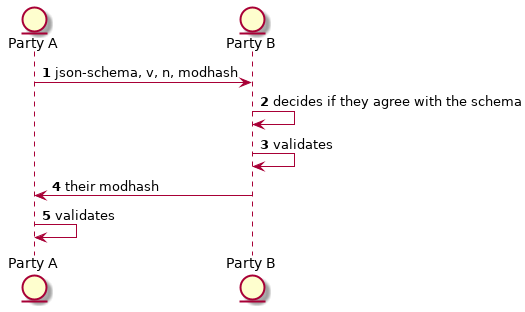 Party A Party B
1 json-schema, v, n, modhash
2 decides if they agree with the schema
3 validates
4 their modhash
5 validates
Party A Party B